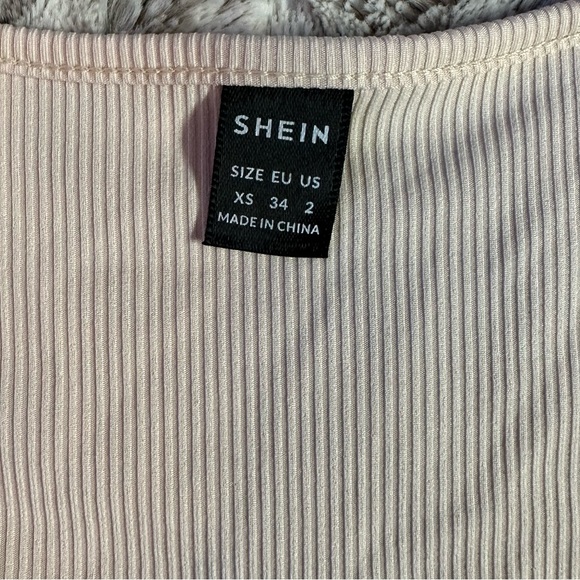 SHEIN
SIZE EU US
XS 34 2
MADE IN CHINA